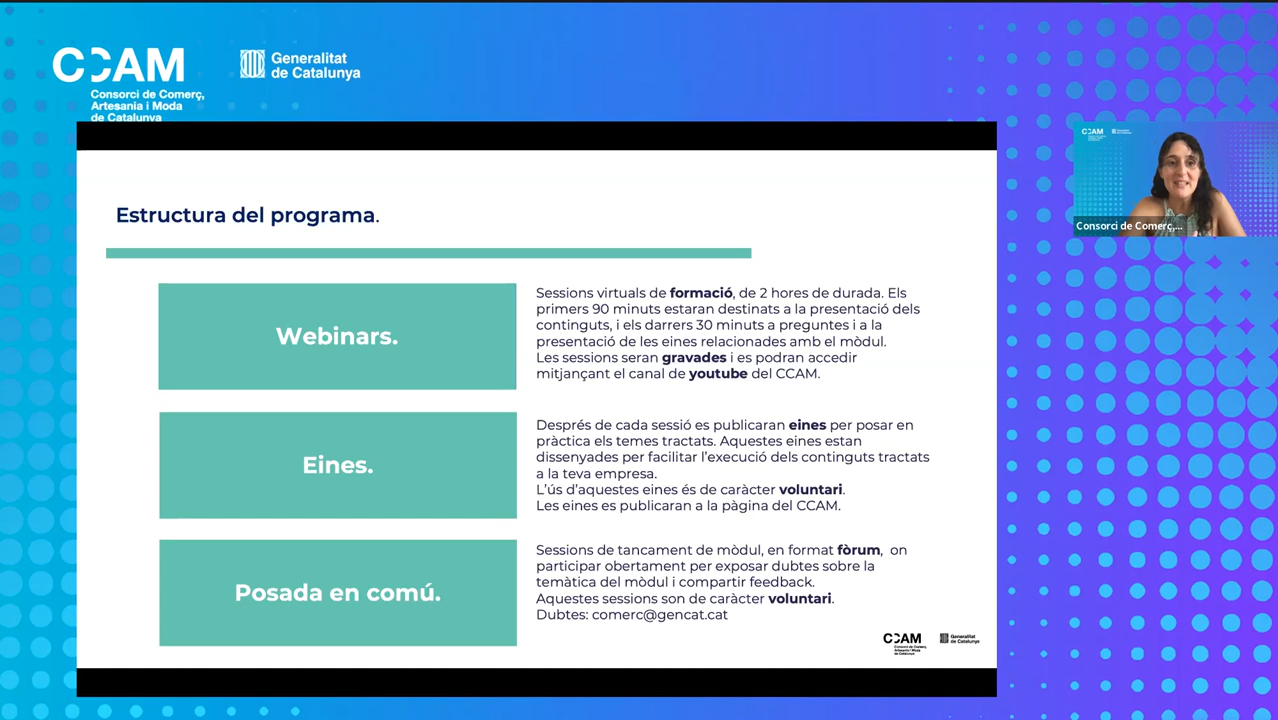 CCAM
Consorci de Comerç,
Artesania i Moda
de Catalunya
Generalitat
de Catalunya
Estructura del programa.
Webinars.
Sessions virtuals de formació, de 2 hores de durada. Els
primers 90 minuts estaran destinats a la presentació dels
continguts, i els darrers 30 minuts a preguntes i a la
presentació de les eines relacionades amb el mòdul.
Les sessions seran gravades i es podran accedir
mitjançant el canal de youtube del CCAM.
Eines.
Després de cada sessió es publicaran eines per posar en
pràctica els temes tractats. Aquestes eines estan
dissenyades per facilitar l'execució dels continguts tractats
a la teva empresa.
L'ús d'aquestes eines és de caràcter voluntari.
Les eines es publicaran a la pàgina del CCAM.
Posada en comú.
Sessions de tancament de mòdul, en format fòrum, on
participar obertament per exposar dubtes sobre la
temàtica del mòdul i compartir feedback.
Aquestes sessions son de caràcter voluntari.
Dubtes: comerc@gencat.cat
CCAM
Consorci de Comerç,
Artesania i Moda
de Catalunya
Generalitat
de Catalunya
CCAM
Consorci de Comerç,...